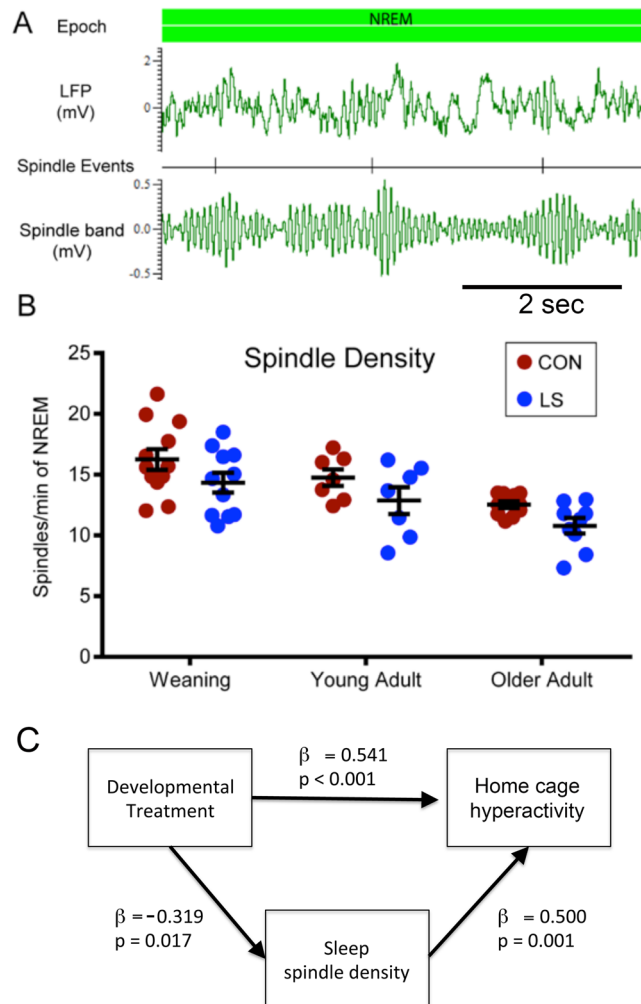 A
Epoch
NREM
LFP
(mV)
2
0
Spindle Events
Spindle band
(mV)
0.5
0.0
-0.5
2 sec
B
Spindle Density
CON
LS
Spindles/min of NREM
25
20
15
10
5
0
Weaning
Young Adult
Older Adult
C
β = 0.541
p < 0.001
Developmental
Treatment
Home cage
hyperactivity
β = −0.319
p = 0.017
β = 0.500
p = 0.001
Sleep
spindle density